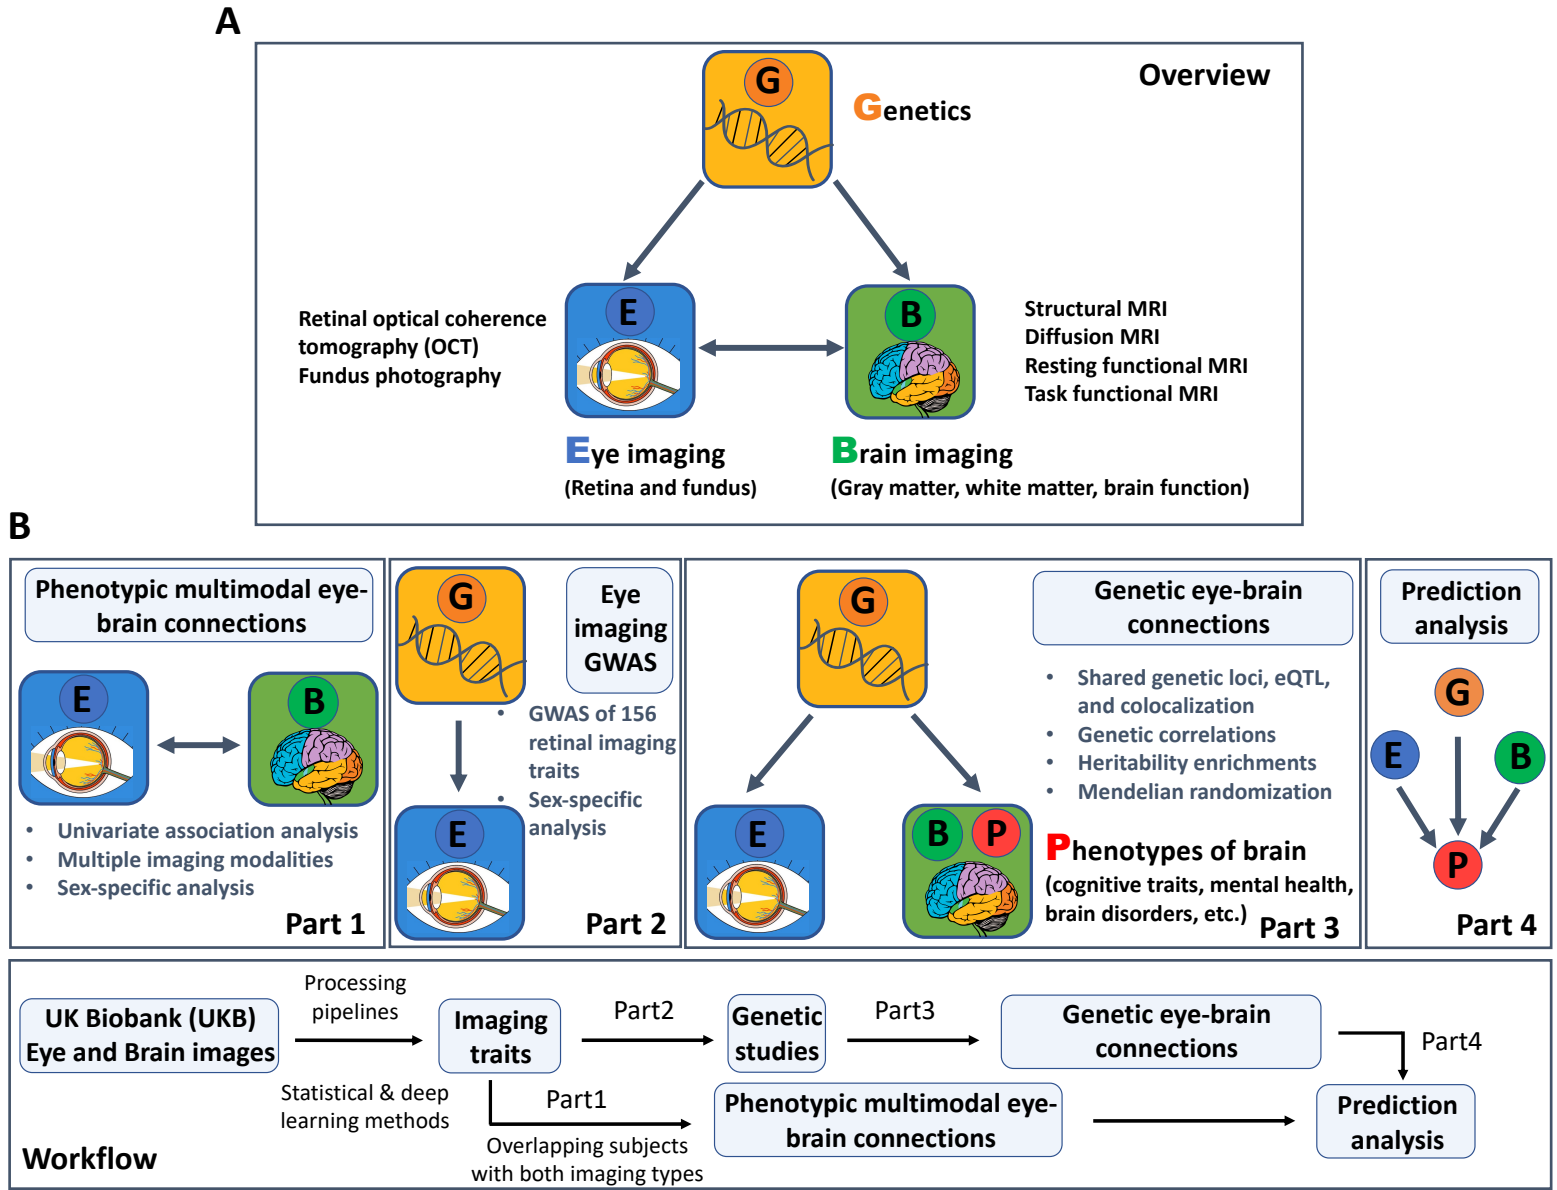 A
Overview
G
Genetics
Retinal optical coherence
tomography (OCT)
Fundus photography
E
B
Structural MRI
Diffusion MRI
Resting functional MRI
Task functional MRI
Eye imaging
(Retina and fundus)
Brain imaging
(Gray matter, white matter, brain function)
B
Phenotypic multimodal eye-
brain connections
E
B
• Univariate association analysis
• Multiple imaging modalities
• Sex-specific analysis
Part 1
G
Eye
imaging
GWAS
• GWAS of 156
retinal imaging
traits
• Sex-specific
analysis
E
Part 2
G
Genetic eye-brain
connections
• Shared genetic loci, eQTL,
and colocalization
• Genetic correlations
• Heritability enrichments
• Mendelian randomization
E
B
P
Phenotypes of brain
(cognitive traits, mental health,
brain disorders, etc.)
Part 3
Prediction
analysis
G
E
B
P
Part 4
UK Biobank (UKB)
Eye and Brain images
Processing
pipelines
Statistical & deep
learning methods
Imaging
traits
Part2
Genetic
studies
Part3
Genetic eye-brain
connections
Part4
Part1
Overlapping subjects
with both imaging types
Phenotypic multimodal eye-
brain connections
Prediction
analysis
Workflow